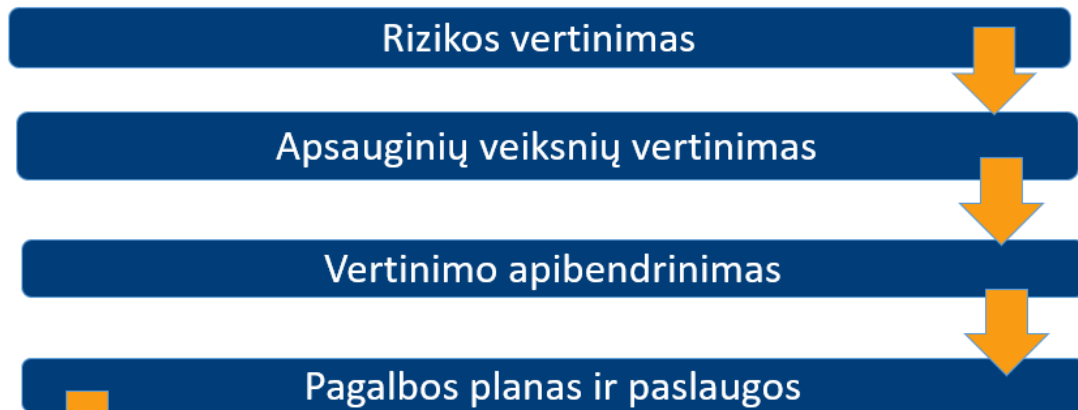 Rizikos vertinimas
Apsauginių veiksnių vertinimas
Vertinimo apibendrinimas
Pagalbos planas ir paslaugos